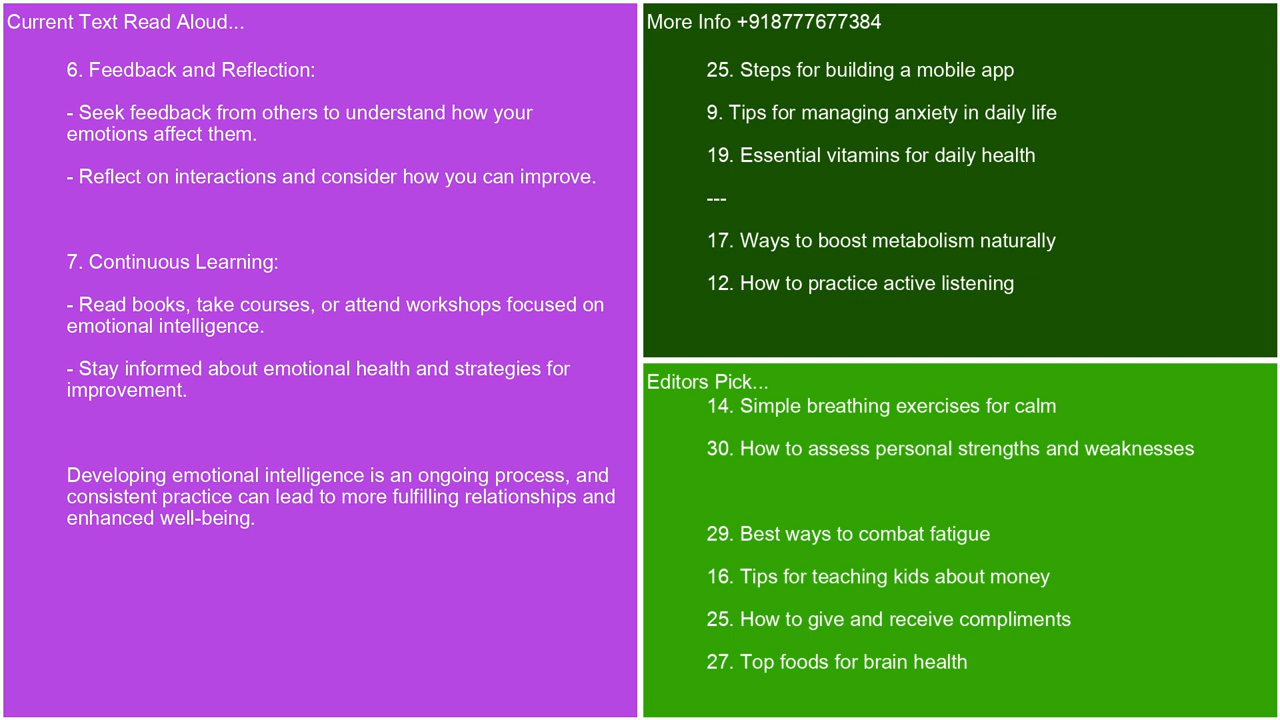 Current Text Read Aloud...
6. Feedback and Reflection:
- Seek feedback from others to understand how your
emotions affect them.
- Reflect on interactions and consider how you can improve.
7. Continuous Learning:
- Read books, take courses, or attend workshops focused on
emotional intelligence.
- Stay informed about emotional health and strategies for
improvement.
Developing emotional intelligence is an ongoing process, and
consistent practice can lead to more fulfilling relationships and
enhanced well-being.
More Info +918777677384
25. Steps for building a mobile app
9. Tips for managing anxiety in daily life
19. Essential vitamins for daily health
---
17. Ways to boost metabolism naturally
12. How to practice active listening
Editors Pick...
14. Simple breathing exercises for calm
30. How to assess personal strengths and weaknesses
29. Best ways to combat fatigue
16. Tips for teaching kids about money
25. How to give and receive compliments
27. Top foods for brain health